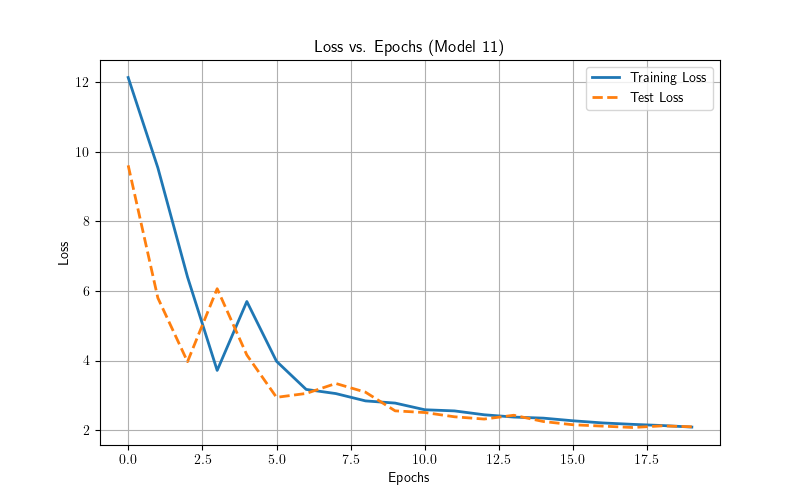 Loss vs. Epochs (Model 11)
Training Loss
Test Loss
12
10
8
6
4
2
Loss
0.0 2.5 5.0 7.5 10.0 12.5 15.0 17.5
Epochs